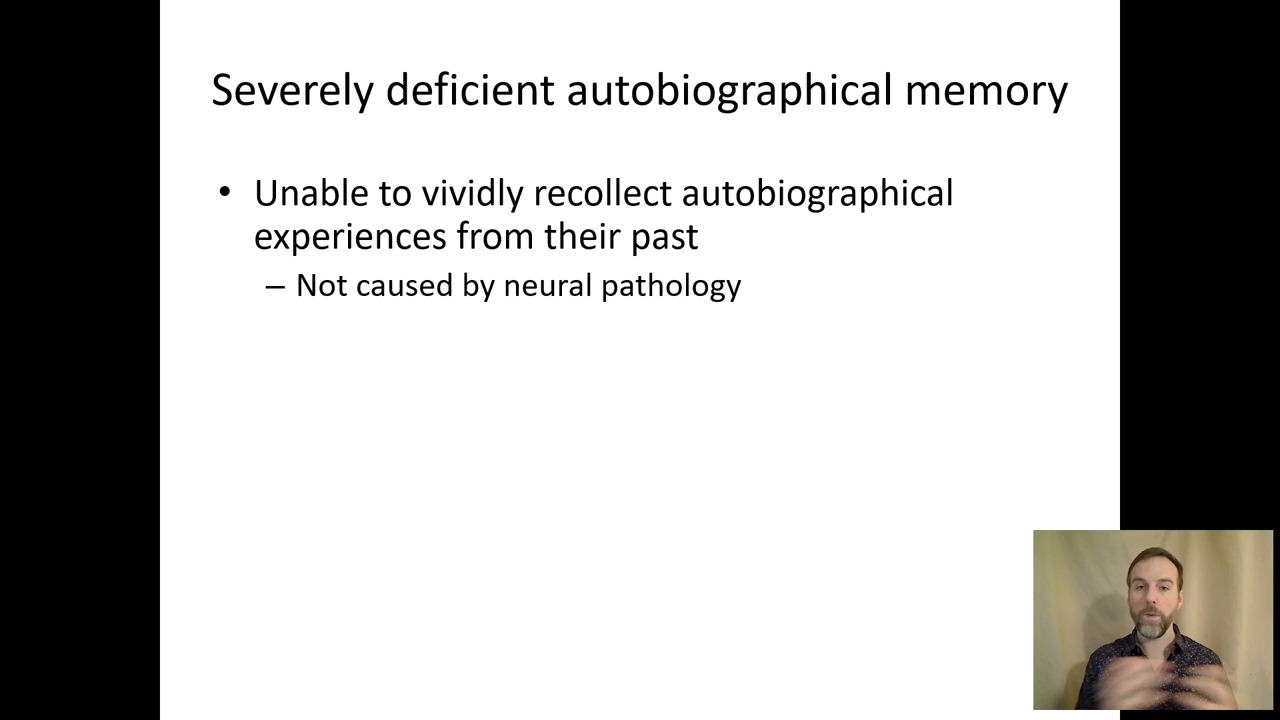 Severely deficient autobiographical memory
• Unable to vividly recollect autobiographical
experiences from their past
– Not caused by neural pathology